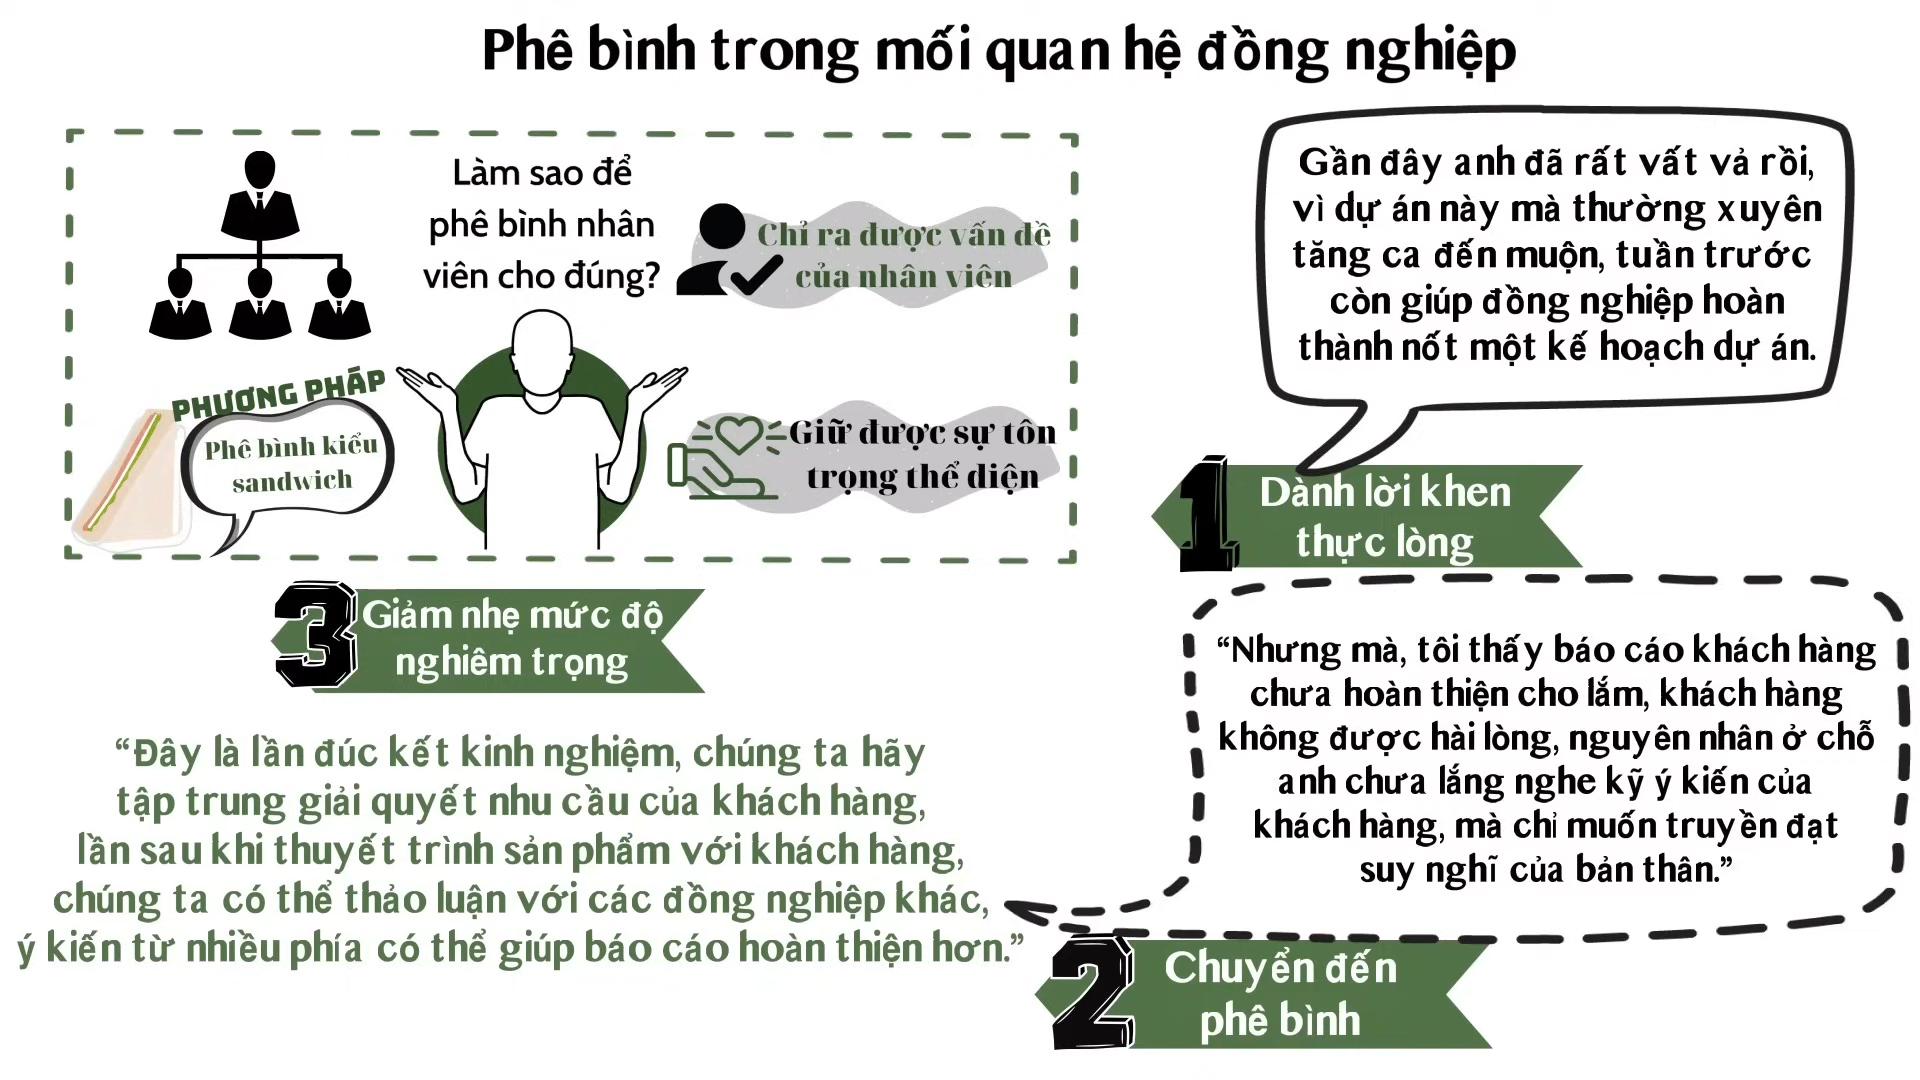 Phê bình trong mối quan hệ đồng nghiệp
Làm sao để
phê bình nhân
viên cho đúng?
Chỉ ra được vấn đề
của nhân viên
PHƯƠNG PHÁP
Phê bình kiểu
sandwich
Giữ được sự tôn
trọng thể diện
Gần đây anh đã rất vất vả rồi,
vì dự án này mà thường xuyên
tăng ca đến muộn, tuần trước
còn giúp đồng nghiệp hoàn
thành nốt một kế hoạch dự án.
1
Dành lời khen
thực lòng
“Nhưng mà, tôi thấy báo cáo khách hàng
chưa hoàn thiện cho lắm, khách hàng
không được hài lòng, nguyên nhân ở chỗ
anh chưa lắng nghe kỹ ý kiến của
khách hàng, mà chỉ muốn truyền đạt
suy nghĩ của bản thân.”
2
Chuyển đến
phê bình
3
Giảm nhẹ mức độ
nghiêm trọng
“Đây là lần đúc kết kinh nghiệm, chúng ta hãy
tập trung giải quyết nhu cầu của khách hàng,
lần sau khi thuyết trình sản phẩm với khách hàng,
chúng ta có thể thảo luận với các đồng nghiệp khác,
ý kiến từ nhiều phía có thể giúp báo cáo hoàn thiện hơn.”